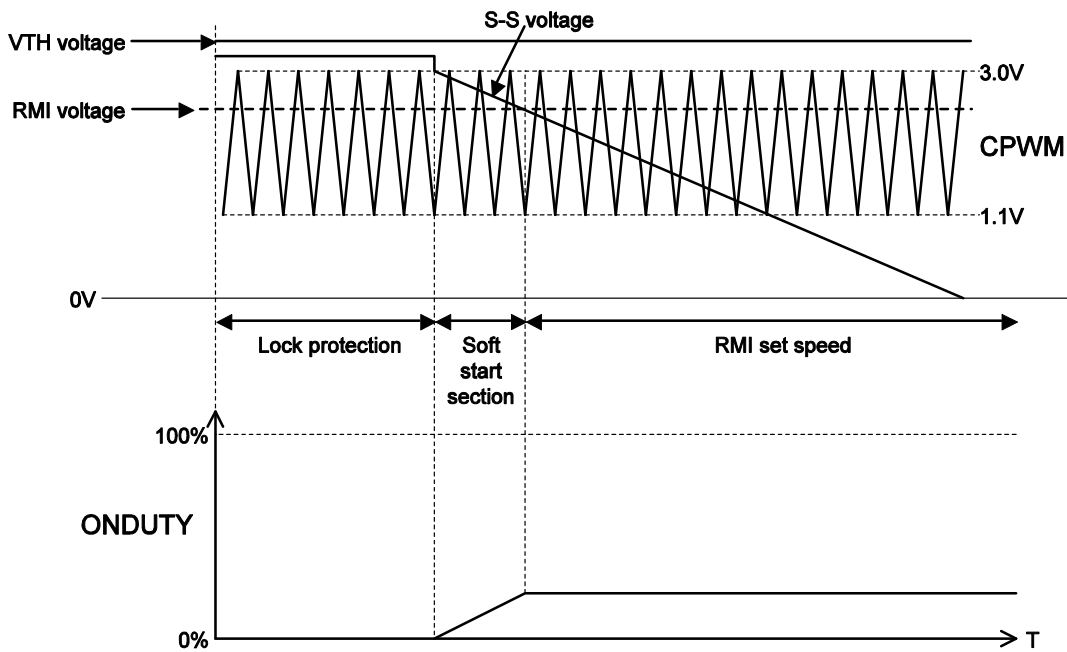 S-S voltage
VTH voltage
3.0V
RMI voltage
CPWM
1.1V
0V
Lock protection
Soft
start
section
RMI set speed
100%
ONDUTY
0%
T